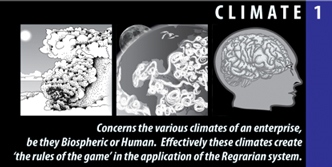 CLIMATE 1
Concerns the various climates of an enterprise,
be they Biospheric or Human. Effectively these climates create
'the rules of the game' in the application of the Regrarian system.